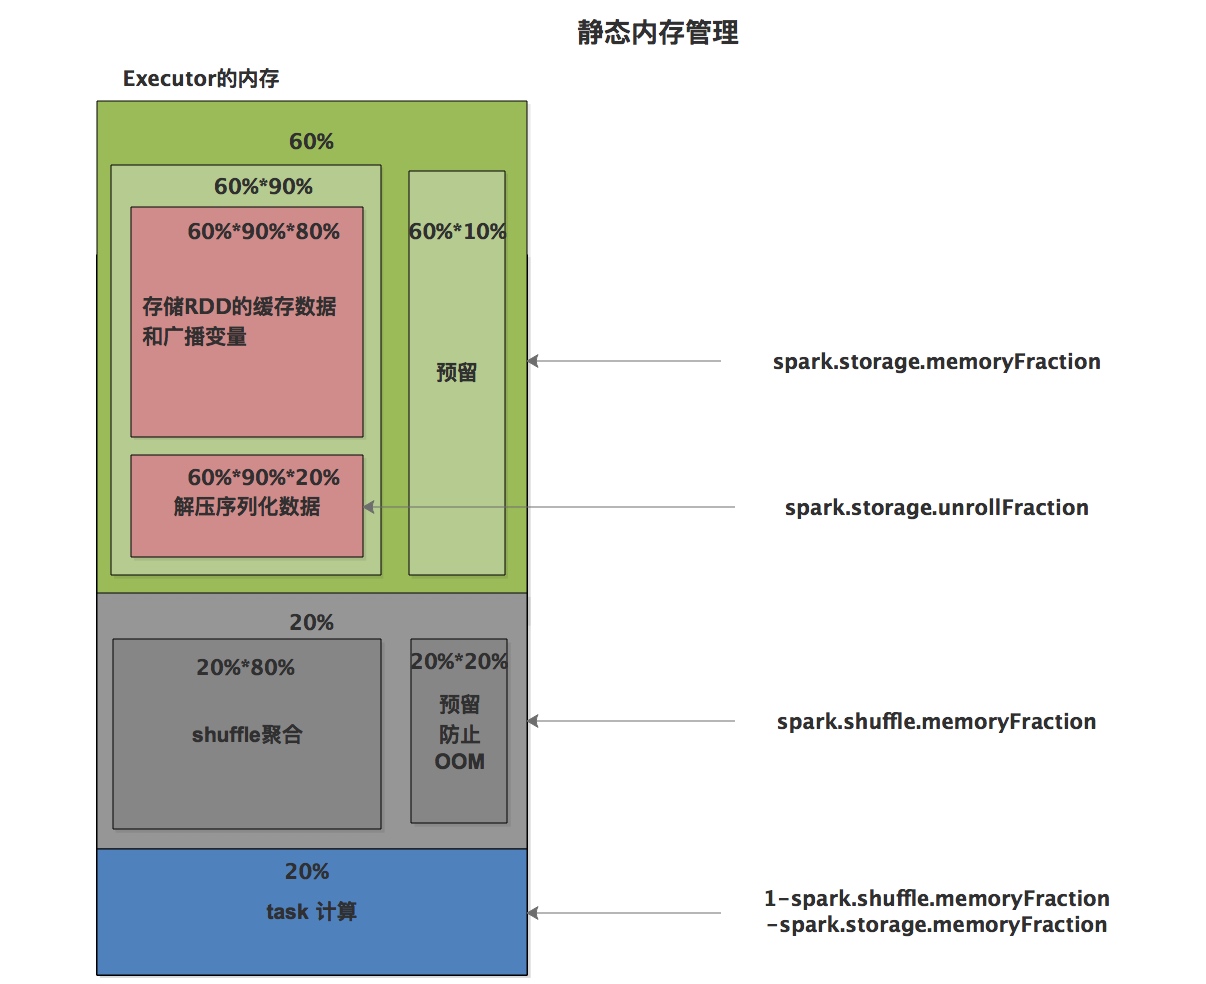 静态内存管理
Executor的内存
60%
60%*90%
60%*90%*80%
存储RDD的缓存数据
和广播变量
60%*10%
预留
spark.storage.memoryFraction
60%*90%*20%
解压序列化数据
spark.storage.unrollFraction
20%
20%*80%
shuffle聚合
20%*20%
预留
防止
OOM
spark.shuffle.memoryFraction
20%
task 计算
1-spark.shuffle.memoryFraction
-spark.storage.memoryFraction